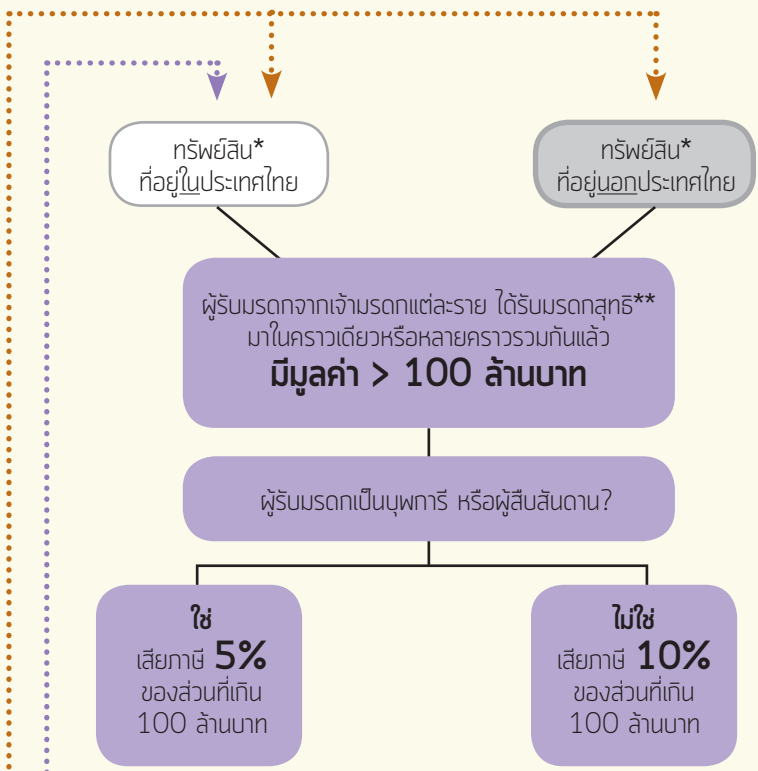 ทรัพย์สิน*
ที่อยู่ในประเทศไทย
ทรัพย์สิน*
ที่อยู่นอกประเทศไทย
ผู้รับมรดกจากเจ้ามรดกแต่ละราย ได้รับมรดกสุทธิ**
มาในคราวเดียวหรือหลายคราวรวมกันแล้ว
มีมูลค่า > 100 ล้านบาท
ผู้รับมรดกเป็นบุพการี หรือผู้สืบสันดาน?
ใช่
เสียภาษี 5%
ของส่วนที่เกิน
100 ล้านบาท
ไม่ใช่
เสียภาษี 10%
ของส่วนที่เกิน
100 ล้านบาท